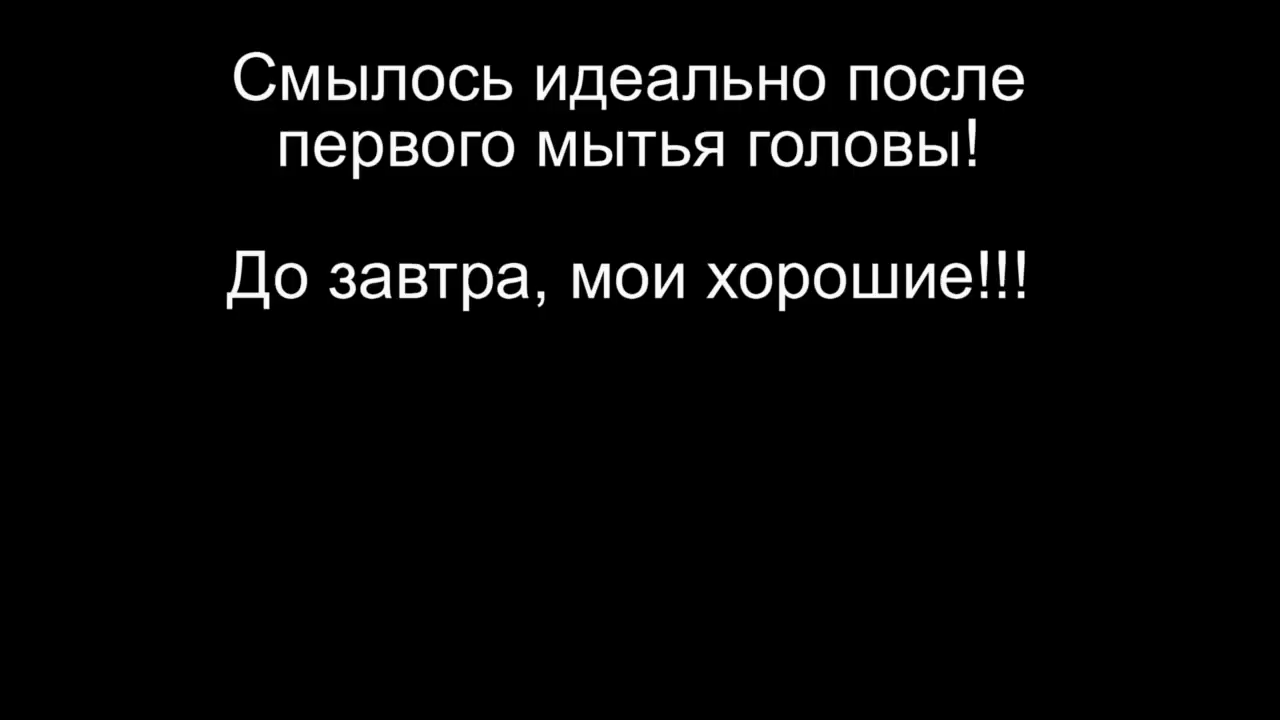 Смылось идеально после
первого мытья головы!
До завтра, мои хорошие!!!